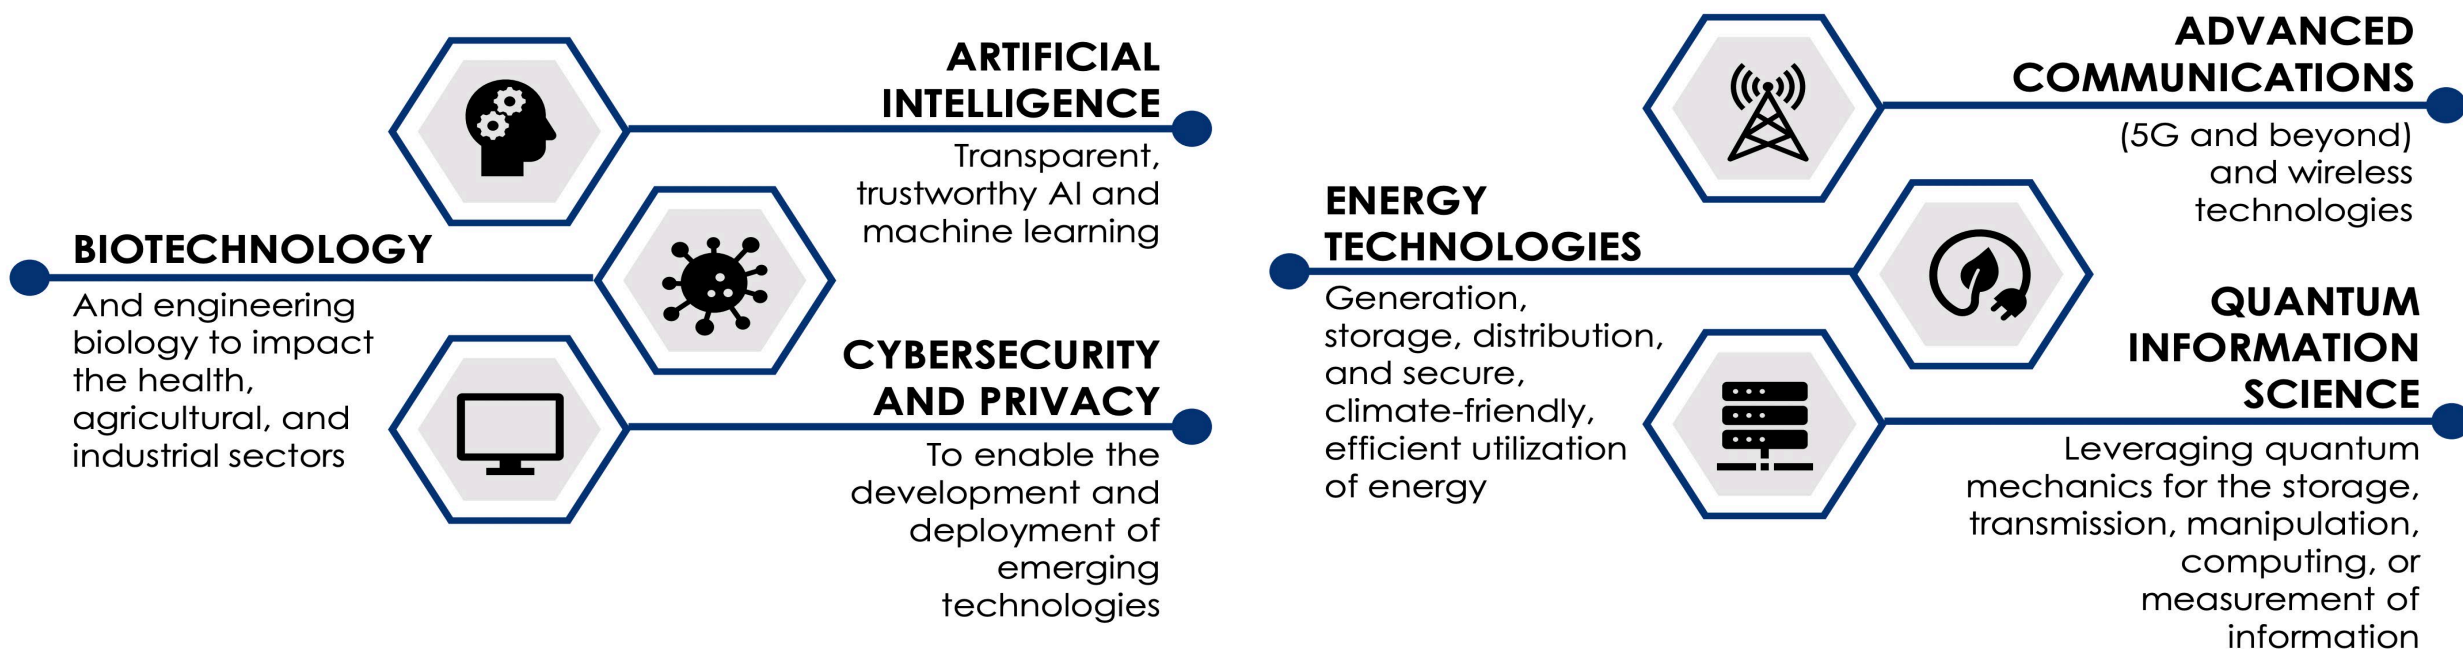 ARTIFICIAL
INTELLIGENCE
Transparent,
trustworthy AI and
machine learning
BIOTECHNOLOGY
And engineering
biology to impact
the health,
agricultural, and
industrial sectors
CYBERSECURITY
AND PRIVACY
To enable the
development and
deployment of
emerging
technologies
ADVANCED
COMMUNICATIONS
(5G and beyond)
and wireless
technologies
ENERGY
TECHNOLOGIES
Generation,
storage, distribution,
and secure,
climate-friendly,
efficient utilization
of energy
QUANTUM
INFORMATION
SCIENCE
Leveraging quantum
mechanics for the storage,
transmission, manipulation,
computing, or
measurement of
information